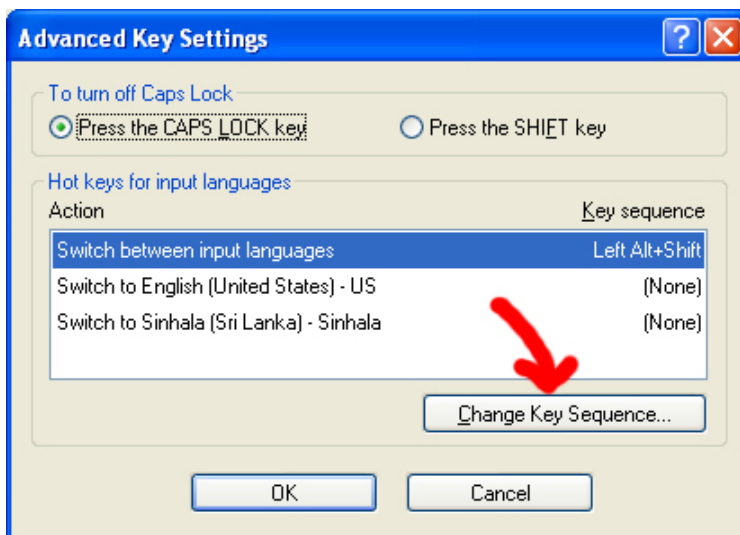 Advanced Key Settings
To turn off Caps Lock
Press the CAPS LOCK key Press the SHIFT key
Hot keys for input languages
Action Key sequence
Switch between input languages Left Alt+Shift
Switch to English (United States) - US (None)
Switch to Sinhala (Sri Lanka) - Sinhala (None)
Change Key Sequence...
OK Cancel